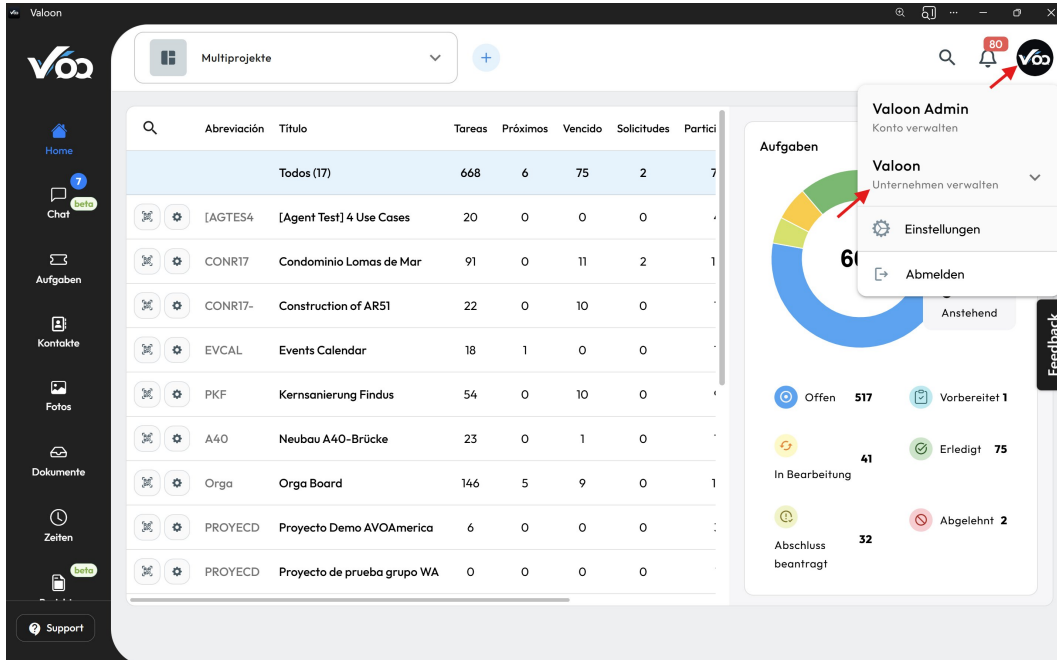 Valoon
VOO
Multiprojekte
80
VOO
Valoon Admin
Konto verwalten
Valoon
Unternehmen verwalten
Einstellungen
Abmelden
Home
7
Chat
beta
Aufgaben
Kontakte
Fotos
Dokumente
Zeiten
beta
Support
Abreviación Título Tareas Próximos Vencido Solicitudes Partici
Todos (17) 668 6 75 2 7
[AGTES4 [Agent Test] 4 Use Cases 20 0 0 0
CONR17 Condominio Lomas de Mar 91 0 11 2 1
CONR17- Construction of AR51 22 0 10 0
EVCAL Events Calendar 18 1 0 0
PKF Kernsanierung Findus 54 0 10 0
A40 Neubau A40-Brücke 23 0 1 0
Orga Orga Board 146 5 9 0 1
PROYECD Proyecto Demo AVOAmerica 6 0 0 0
PROYECD Proyecto de prueba grupo WA 0 0 0 0
Aufgaben
Anstehend
Offen 517
Vorbereitet 1
In Bearbeitung 41
Erledigt 75
Abschluss
beantragt 32
Abgelehnt 2
Feedback